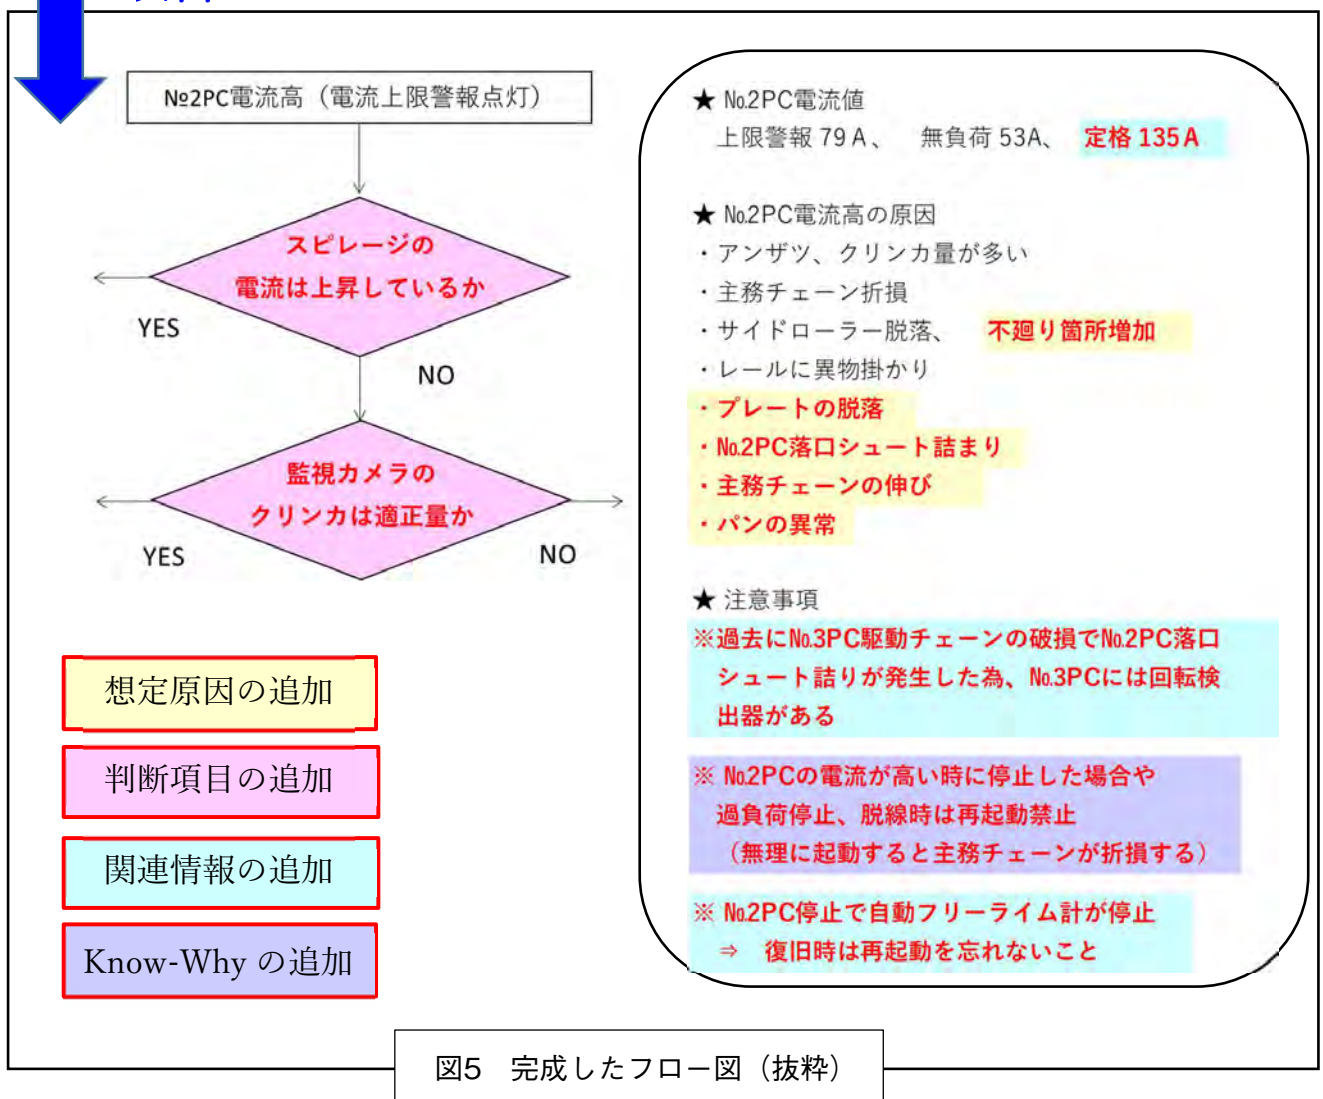 №2PC電流高（電流上限警報点灯）
スピレージの
電流は上昇しているか
YES
NO
監視カメラの
クリンカは適正量か
YES
NO
想定原因の追加
判断項目の追加
関連情報の追加
Know-Why の追加
★ №2PC電流値
上限警報 79 A、 無負荷 53A、 定格 135 A
★ №2PC電流高の原因
・アンザツ、クリンカ量が多い
・主務チェーン折損
・サイドローラー脱落、 不廻り箇所増加
・レールに異物掛かり
・プレートの脱落
・№2PC落口シュート詰まり
・主務チェーンの伸び
・パンの異常
★ 注意事項
※過去に№3PC駆動チェーンの破損で№2PC落口
シュート詰りが発生した為、№3PCには回転検
出器がある
※ №2PCの電流が高い時に停止した場合や
過負荷停止、脱線時は再起動禁止
（無理に起動すると主務チェーンが折損する）
※ №2PC停止で自動フリーライム計が停止
⇒ 復旧時は再起動を忘れないこと
図5 完成したフロー図（抜粋）